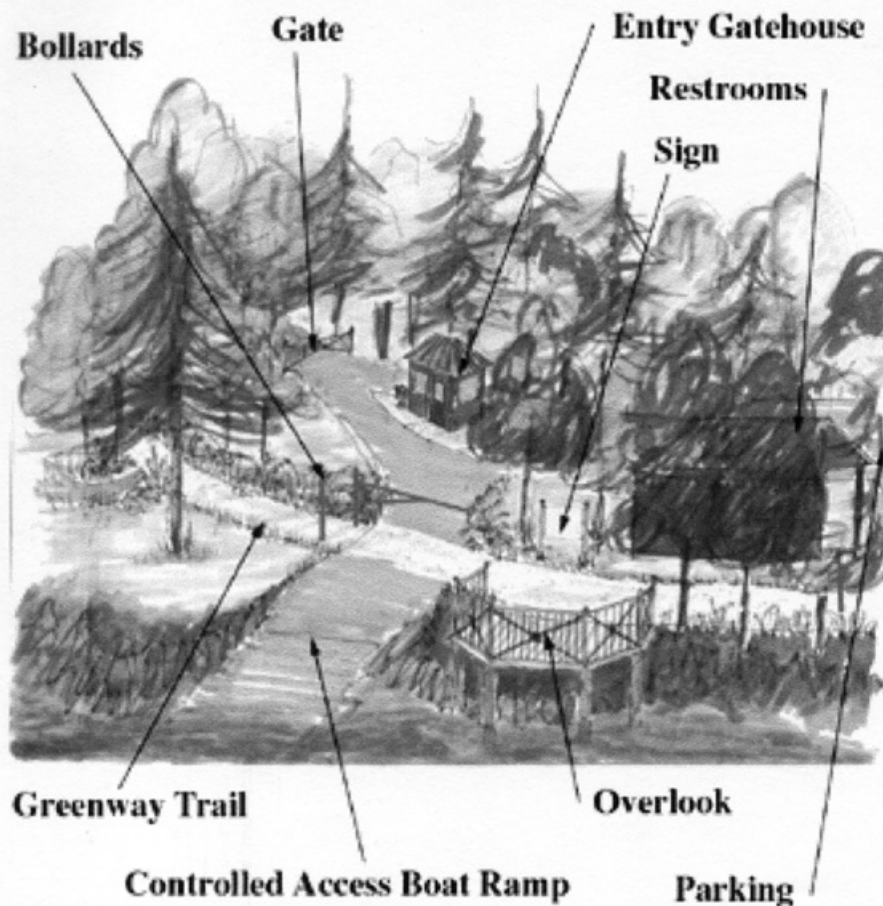 Bollards
Gate
Entry Gatehouse
Restrooms
Sign
Greenway Trail
Overlook
Controlled Access Boat Ramp
Parking